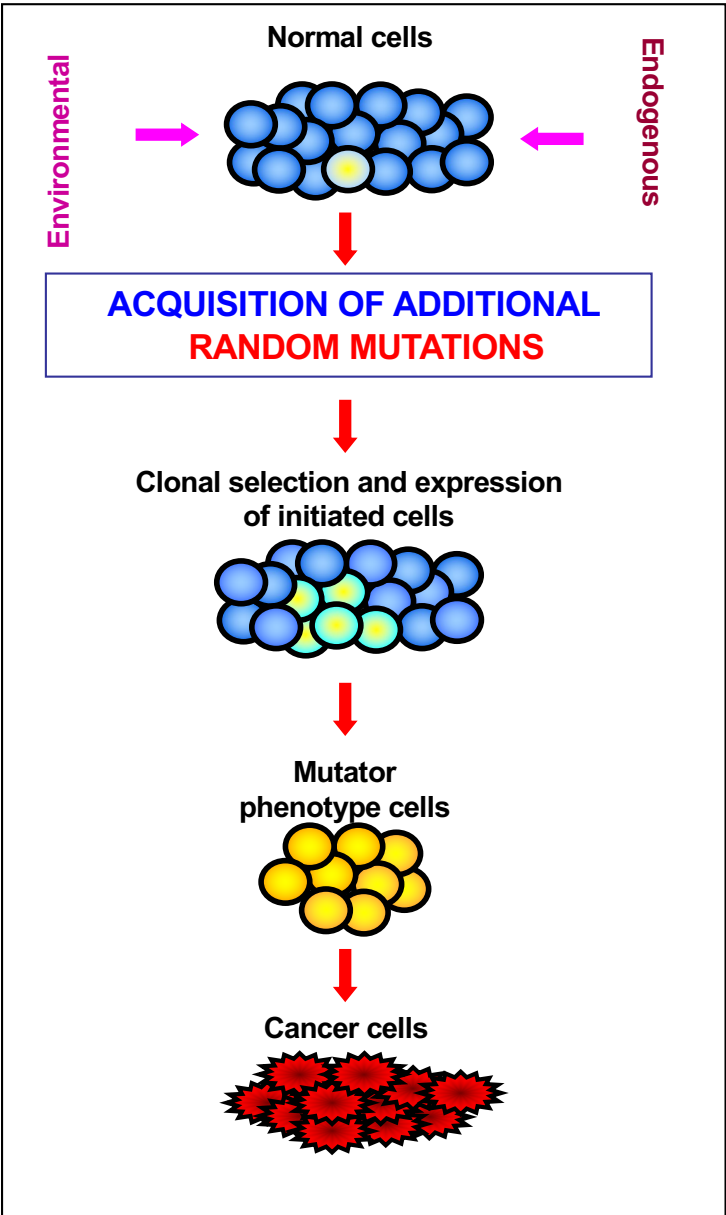 Normal cells
Environmental
Endogenous
ACQUISITION OF ADDITIONAL
RANDOM MUTATIONS
Clonal selection and expression
of initiated cells
Mutator
phenotype cells
Cancer cells